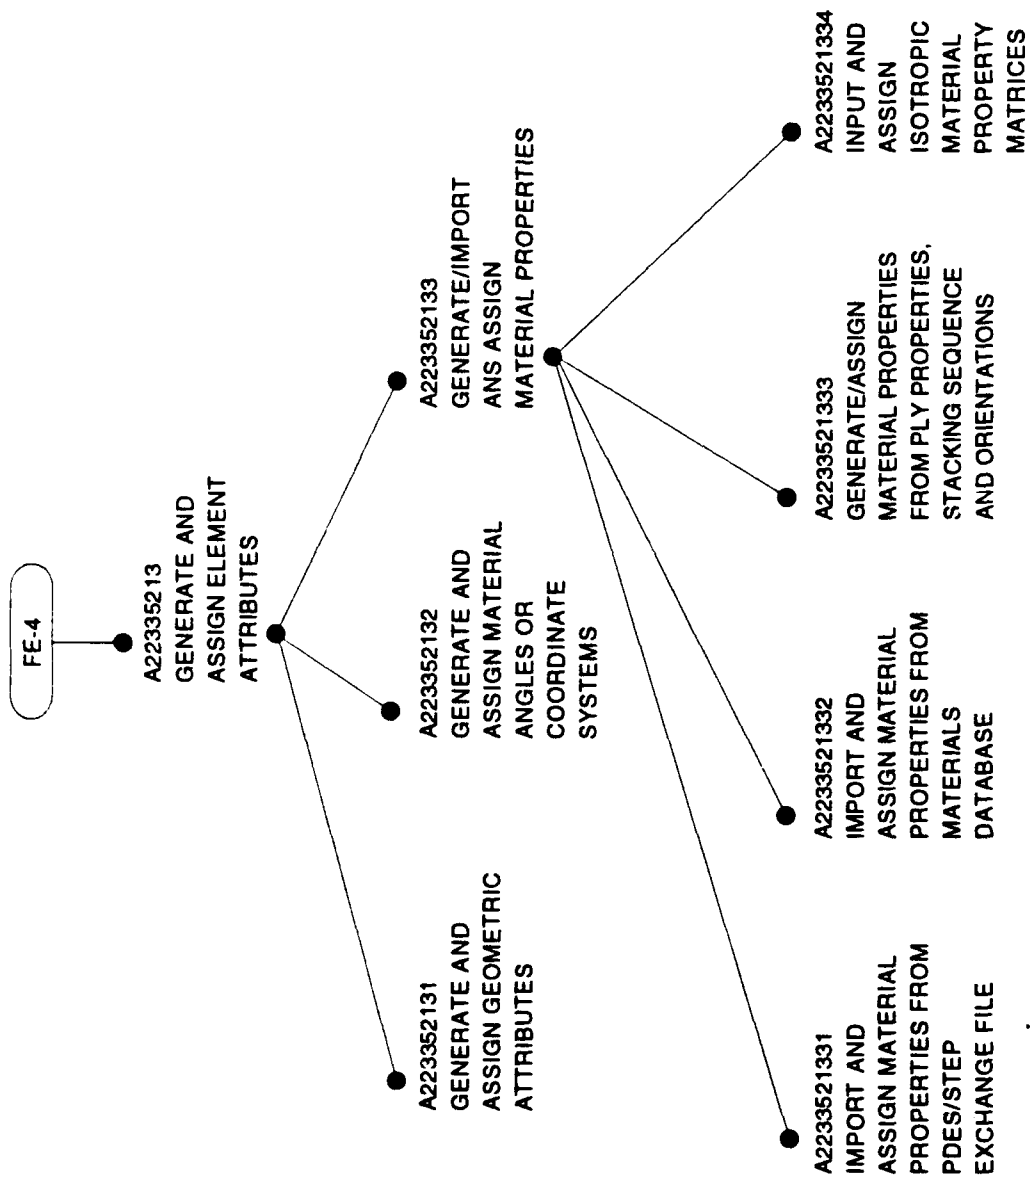 FE-4
A22335213
GENERATE AND
ASSIGN ELEMENT
ATTRIBUTES
A223352131
GENERATE AND
ASSIGN GEOMETRIC
ATTRIBUTES
A223352132
GENERATE AND
ASSIGN MATERIAL
ANGLES OR
COORDINATE
SYSTEMS
A223352133
GENERATE/IMPORT
ANS ASSIGN
MATERIAL PROPERTIES
A2233521331
IMPORT AND
ASSIGN MATERIAL
PROPERTIES FROM
PDES/STEP
EXCHANGE FILE
A2233521332
IMPORT AND
ASSIGN MATERIAL
PROPERTIES FROM
MATERIALS
DATABASE
A2233521333
GENERATE/ASSIGN
MATERIAL PROPERTIES
FROM PLY PROPERTIES,
STACKING SEQUENCE
AND ORIENTATIONS
A2233521334
INPUT AND
ASSIGN
ISOTROPIC
MATERIAL
PROPERTY
MATRICES